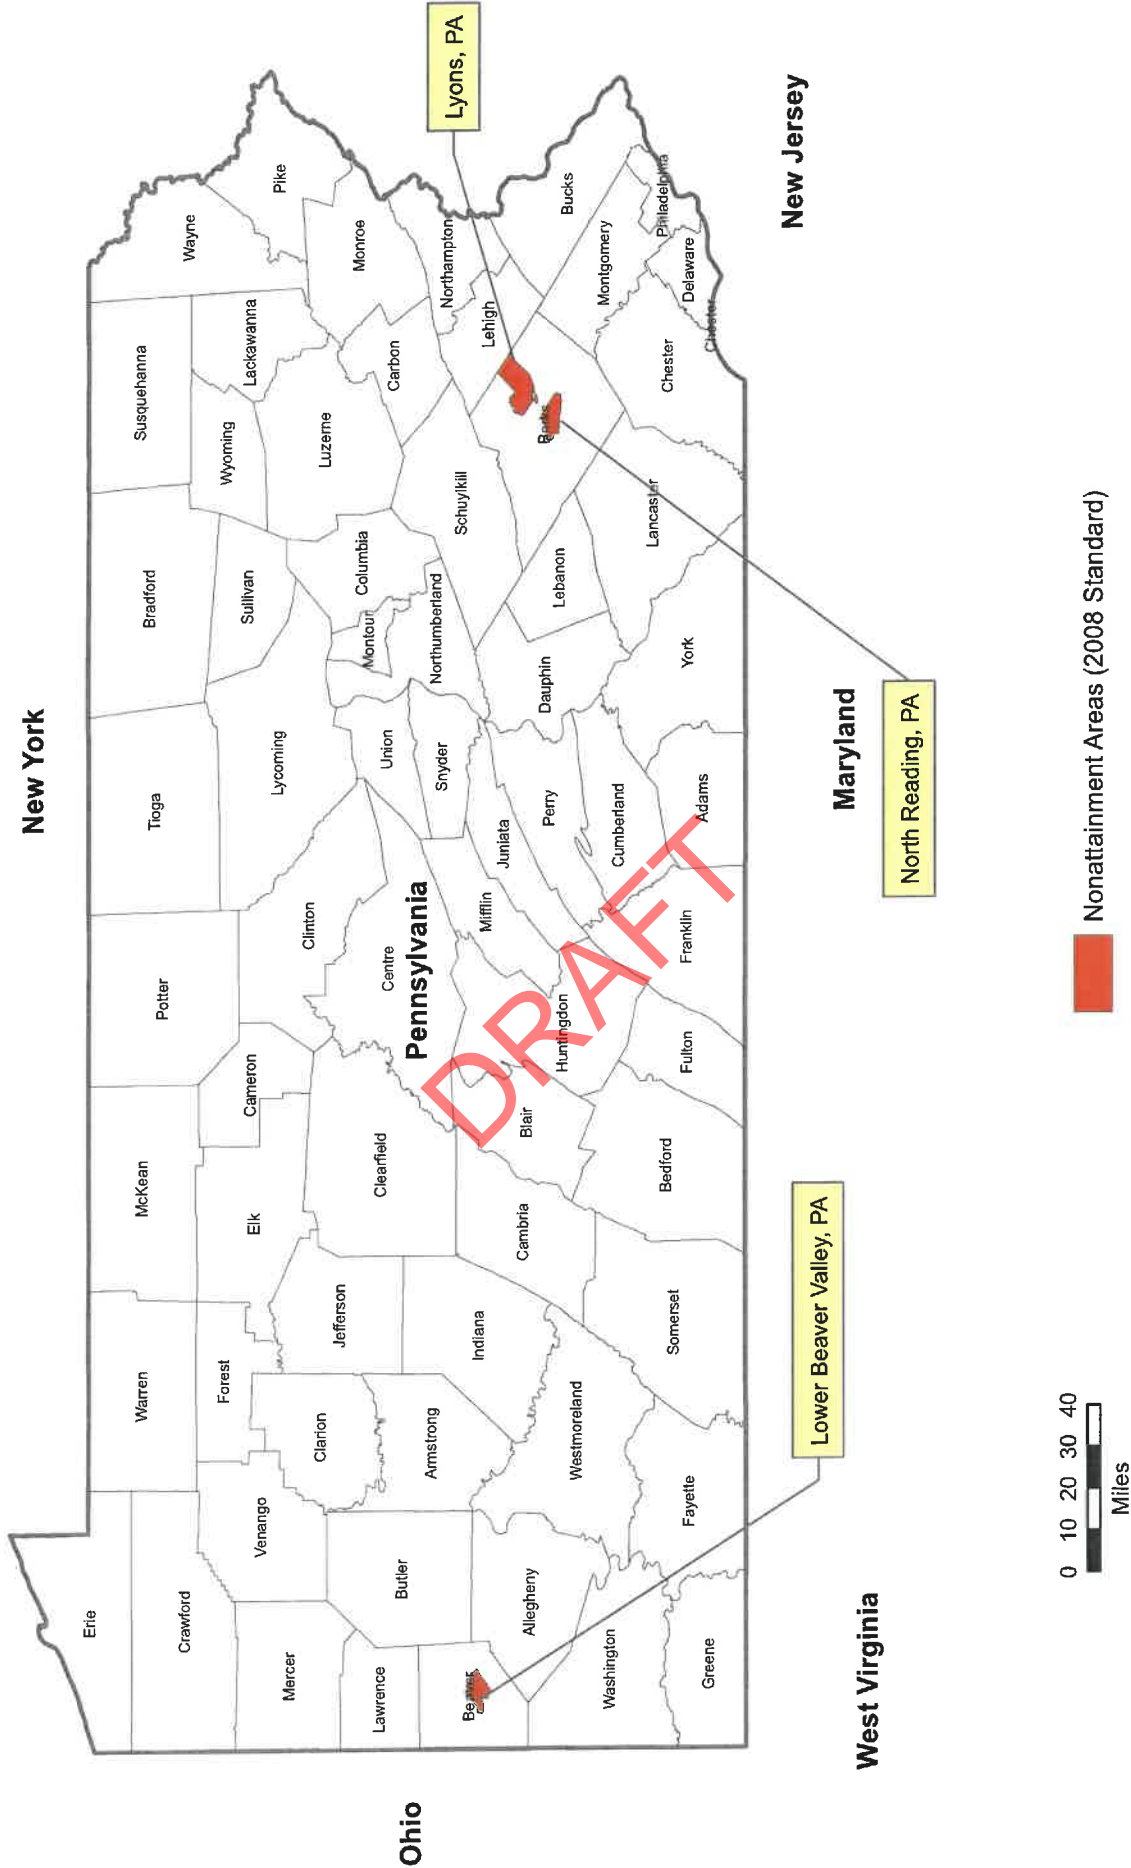 New York
Erie
Crawford
Warren
McKean
Potter
Tioga
Bradford
Susquehanna
Wayne
Wyoming
Lackawanna
Pike
Mercer
Venango
Forest
Elk
Cameron
Clinton
Lycoming
Sullivan
Luzerne
Monroe
Lawrence
Butler
Clarion
Jefferson
Clearfield
Centre
Union
Montour
Columbia
Carbon
Northampton
Pennsylvania
Ohio
Beaver
Armstrong
Indiana
Mifflin
Juniata
Snyder
Northumberland
Schuylkill
Lehigh
Lyons, PA
Allegheny
Westmoreland
Cambria
Blair
Huntingdon
Perry
Dauphin
Lebanon
Berks
Bucks
Montgomery
Washington
Greene
Fayette
Somerset
Bedford
Fulton
Franklin
Cumberland
Adams
York
Lancaster
Chester
Delaware
Philadelphia
Chester
DRAFT
New Jersey
Maryland
West Virginia
Lower Beaver Valley, PA
North Reading, PA
0 10 20 30 40
Miles
Nonattainment Areas (2008 Standard)